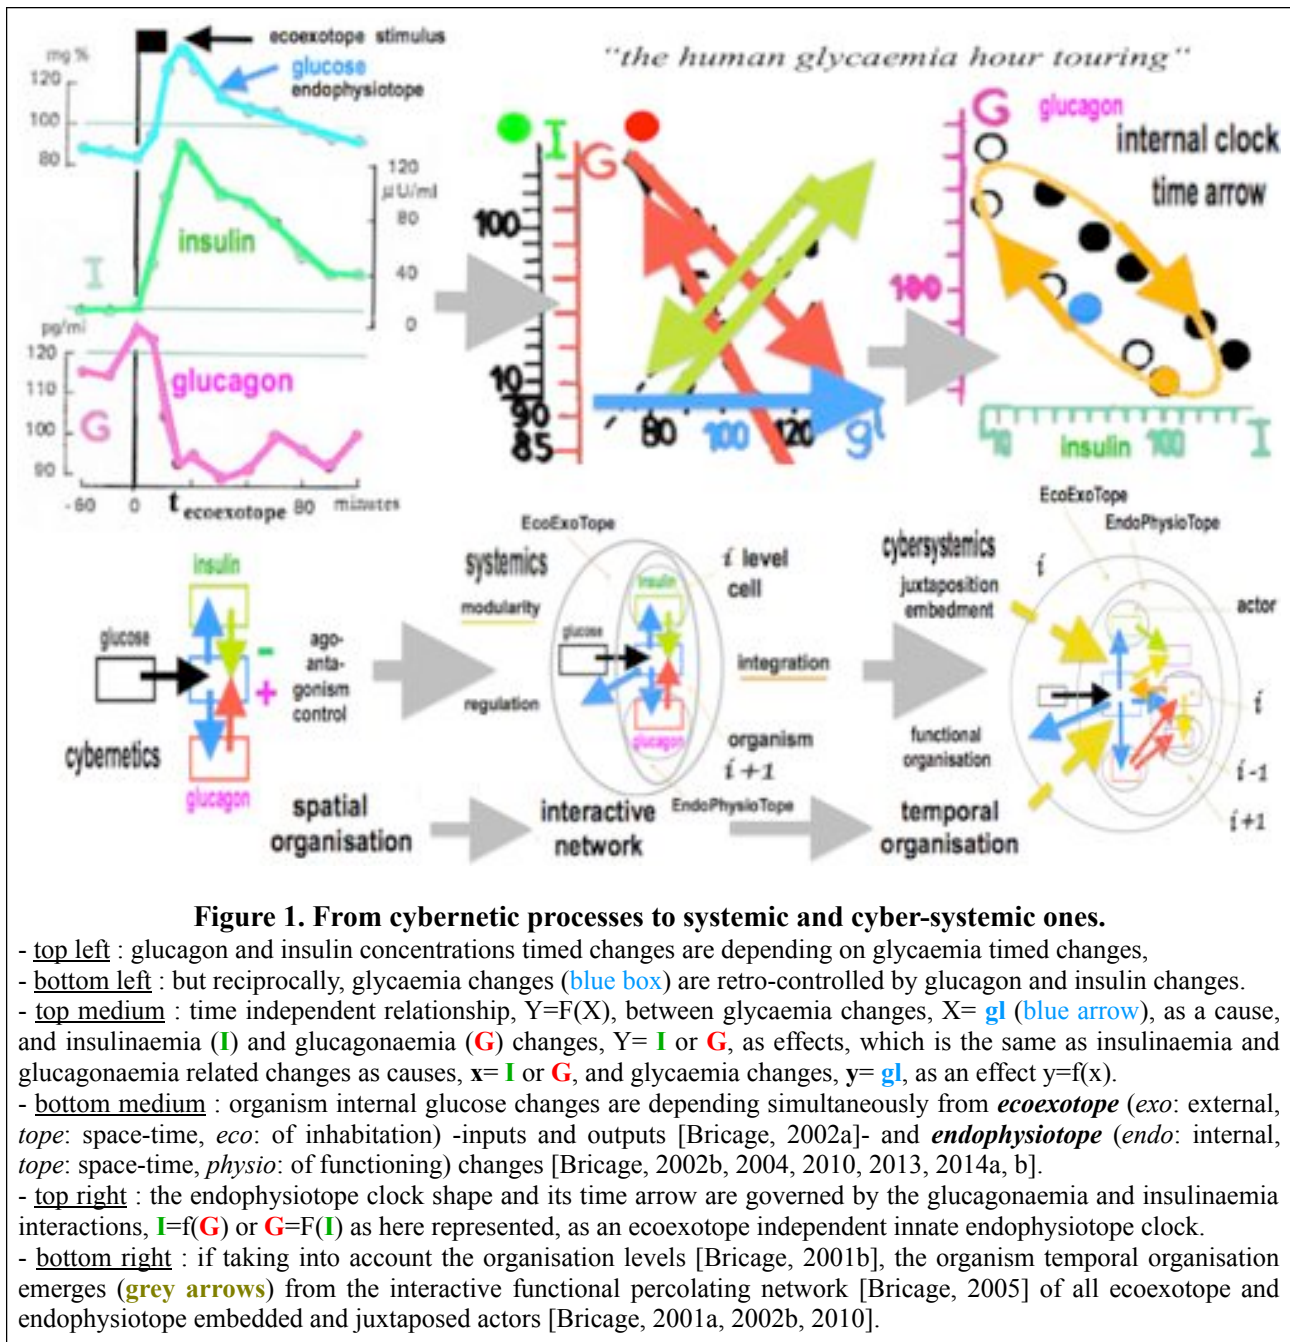 ecoexotope stimulus
mg %
glucose
endophysiotope
120
100
80
"the human glycaemia hour touring"
120
μU/ml
80
40
0
insulin
I
pg/ml
120
110
100
90
glucagon
G
-60
0
t ecoexotope
80
minutes
I
G
100
10
90
85
80
100
120
gl
G
glucagon
internal clock
time arrow
100
10
insulin
100
I
insulin
glucose
-
+
ago-
anta-
gonism
control
cybernetics
glucagon
spatial
organisation
EcoExoTope
systemics
modularity
i level
cell
insulin
glucose
integration
regulation
glucagon
organism
i+1
EndoPhysioTope
interactive
network
EcoExoTope
EndoPhysioTope
cybersystemics
i
juxtaposition
embedment
actor
functional
organisation
i
i-1
i+1
temporal
organisation
Figure 1. From cybernetic processes to systemic and cyber-systemic ones.
- top left : glucagon and insulin concentrations timed changes are depending on glycaemia timed changes,
- bottom left : but reciprocally, glycaemia changes (blue box) are retro-controlled by glucagon and insulin changes.
- top medium : time independent relationship, Y=F(X), between glycaemia changes, X= gl (blue arrow), as a cause,
and insulinaemia (I) and glucagonaemia (G) changes, Y= I or G, as effects, which is the same as insulinaemia and
glucagonaemia related changes as causes, x= I or G, and glycaemia changes, y= gl, as an effect y=f(x).
- bottom medium : organism internal glucose changes are depending simultaneously from ecoexotope (exo: external,
tope: space-time, eco: of inhabitation) -inputs and outputs [Bricage, 2002a]- and endophysiotope (endo: internal,
tope: space-time, physio: of functioning) changes [Bricage, 2002b, 2004, 2010, 2013, 2014a, b].
- top right : the endophysiotope clock shape and its time arrow are governed by the glucagonaemia and insulinaemia
interactions, I=f(G) or G=F(I) as here represented, as an ecoexotope independent innate endophysiotope clock.
- bottom right : if taking into account the organisation levels [Bricage, 2001b], the organism temporal organisation
emerges (grey arrows) from the interactive functional percolating network [Bricage, 2005] of all ecoexotope and
endophysiotope embedded and juxtaposed actors [Bricage, 2001a, 2002b, 2010].